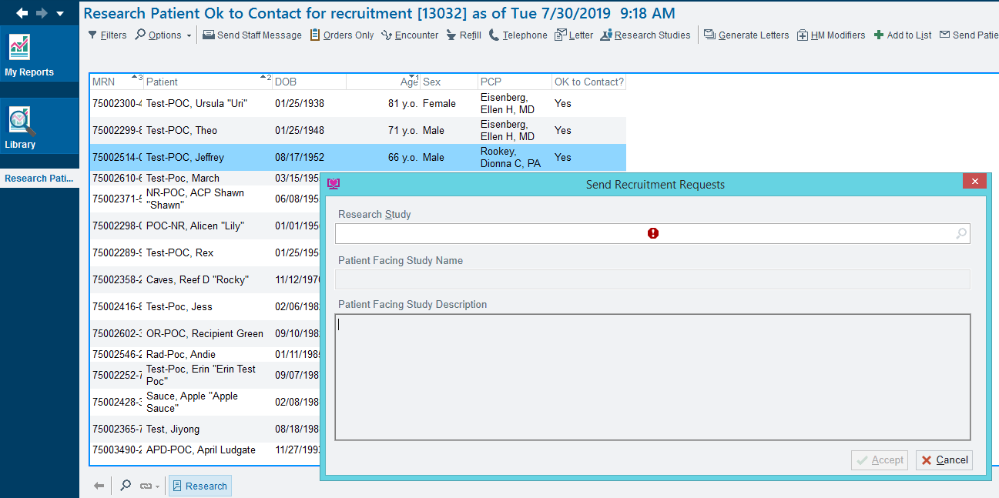 Research Patient Ok to Contact for recruitment [13032] as of Tue 7/30/2019 9:18 AM
Filters Options Send Staff Message Orders Only Encounter Refill Telephone Letter Research Studies Generate Letters HM Modifiers Add to List Send Patie
My Reports
Library
Research Pati...
MRN 3 Patient 2 DOB Age 1 Sex PCP OK to Contact?
75002300-4 Test-POC, Ursula "Uri" 01/25/1938 81 y.o. Female Eisenberg, Yes
Ellen H, MD
75002299-8 Test-POC, Theo 01/25/1948 71 y.o. Male Eisenberg, Yes
Ellen H, MD
75002514-0 Test-POC, Jeffrey 08/17/1952 66 y.o. Male Rookey, Yes
Dionna C, PA
75002610-6 Test-Poc, March 03/15/195
75002371-5 NR-POC, ACP Shawn 06/08/195
"Shawn"
75002298-0 POC-NR, Alicen "Lily" 01/01/195
75002289-9 Test-POC, Rex 01/25/195
75002358-2 Caves, Reef D "Rocky" 11/12/1970
75002416-8 Test-Poc, Jess 02/06/198
75002602-3 OR-POC, Recipient Green 09/10/198
75002546-2 Rad-Poc, Andie 01/11/198
75002252-7 Test-Poc, Erin "Erin Test 09/07/198
Poc"
75002428-3 Sauce, Apple "Apple 02/08/198
Sauce"
75002365-7 Test, Jiyong 08/18/198
75003490-2 APD-POC, April Ludgate 11/27/199
Send Recruitment Requests
Research Study
Patient Facing Study Name
Patient Facing Study Description
Accept Cancel
Research